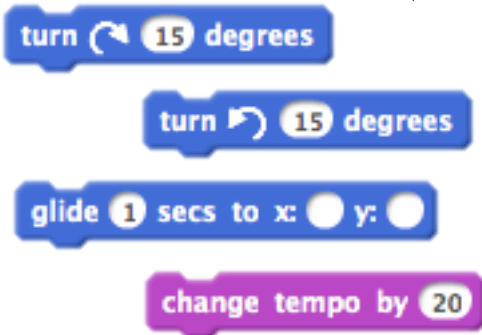 turn 15 degrees
turn 15 degrees
glide 1 secs to x: y:
change tempo by 20